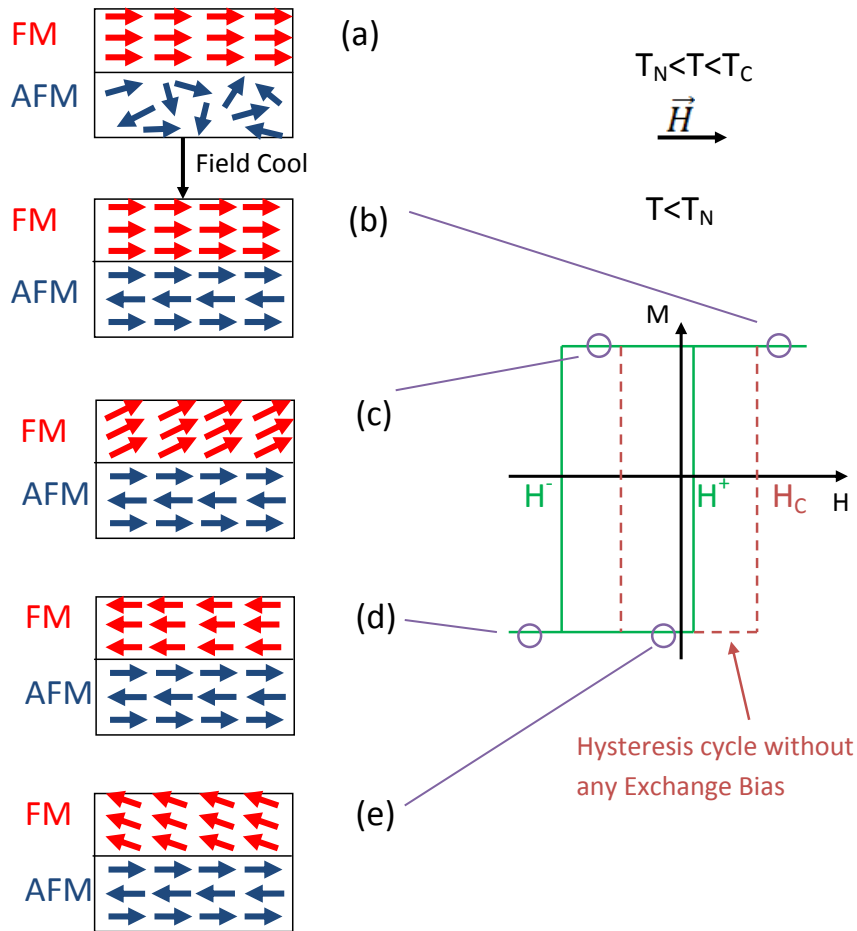 FM
(a)
AFM
T_N<T<T_C
H⃗
Field Cool
T<T_N
FM
(b)
AFM
M
FM
(c)
AFM
H⁻
H⁺
H_C
H
FM
(d)
AFM
Hysteresis cycle without
any Exchange Bias
FM
(e)
AFM